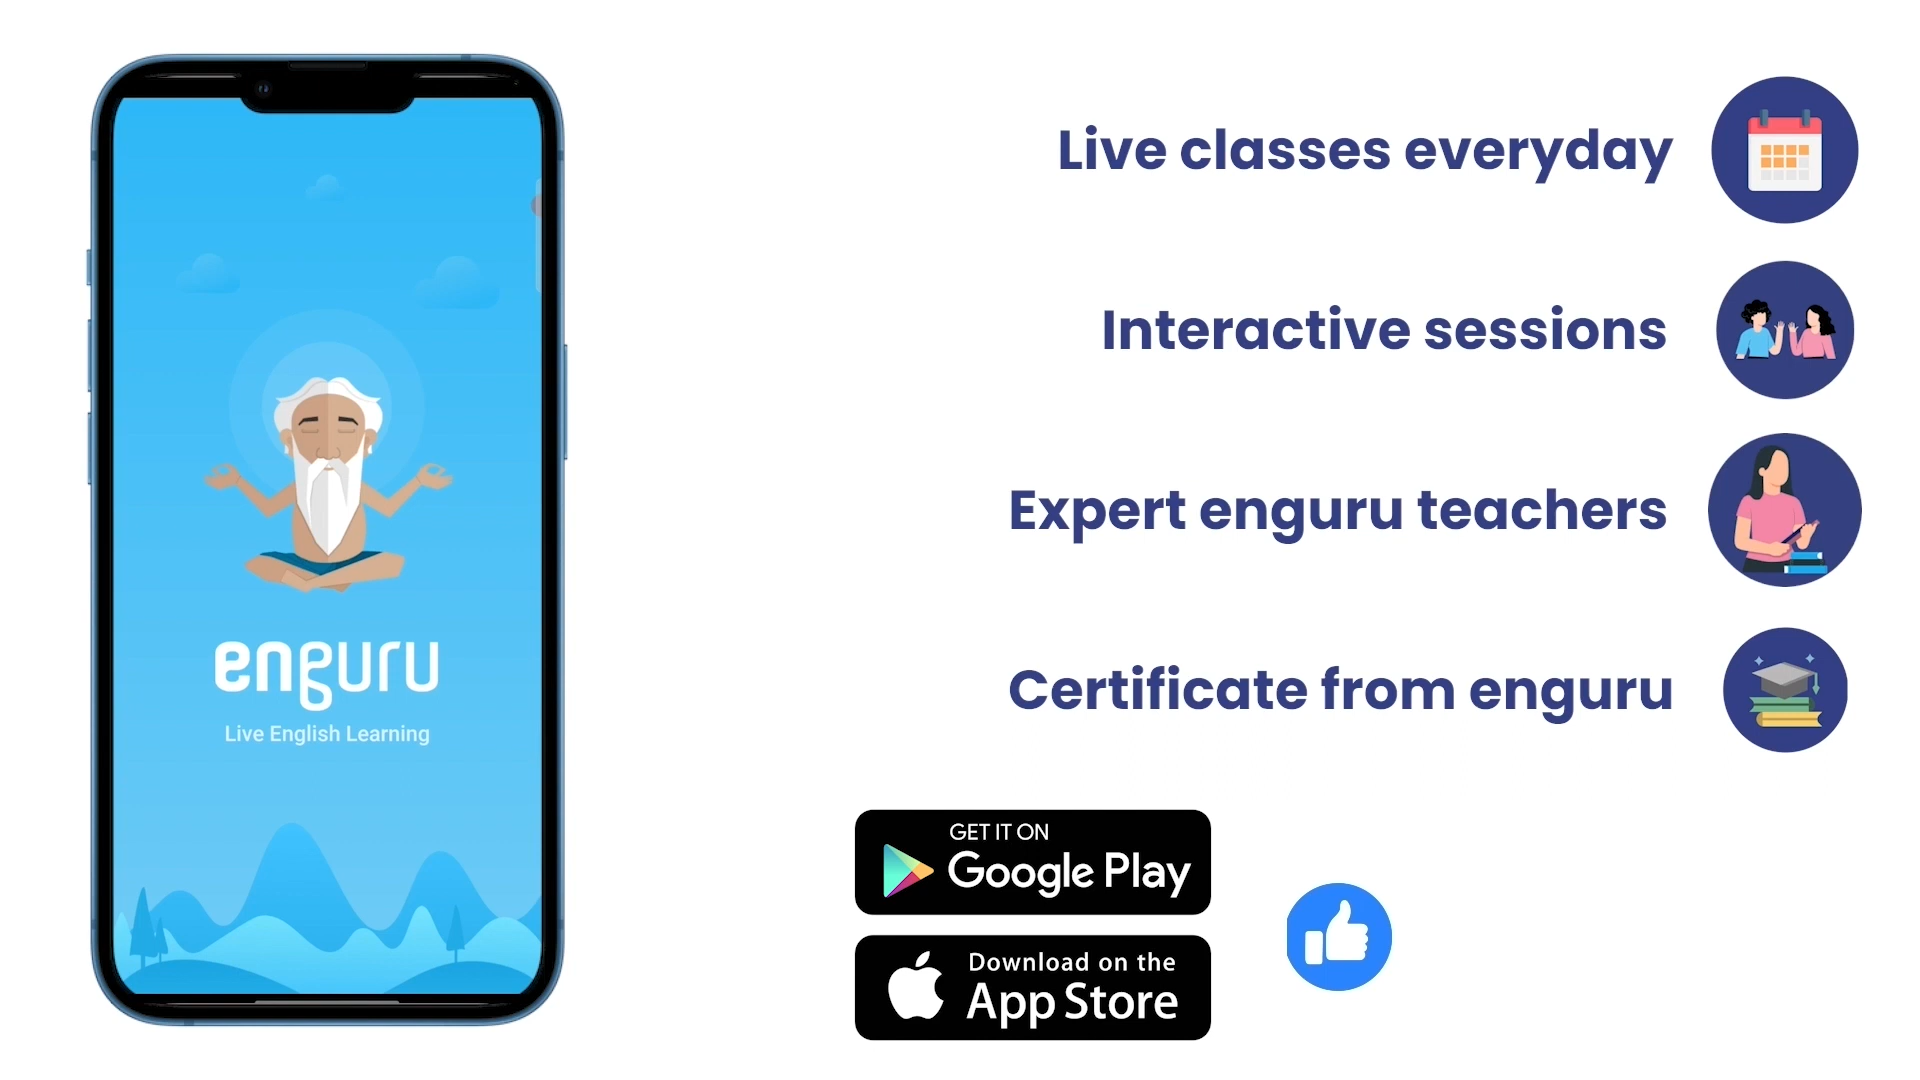 enguru
Live English Learning
Live classes everyday
Interactive sessions
Expert enguru teachers
Certificate from enguru
GET IT ON
Google Play
Download on the
App Store